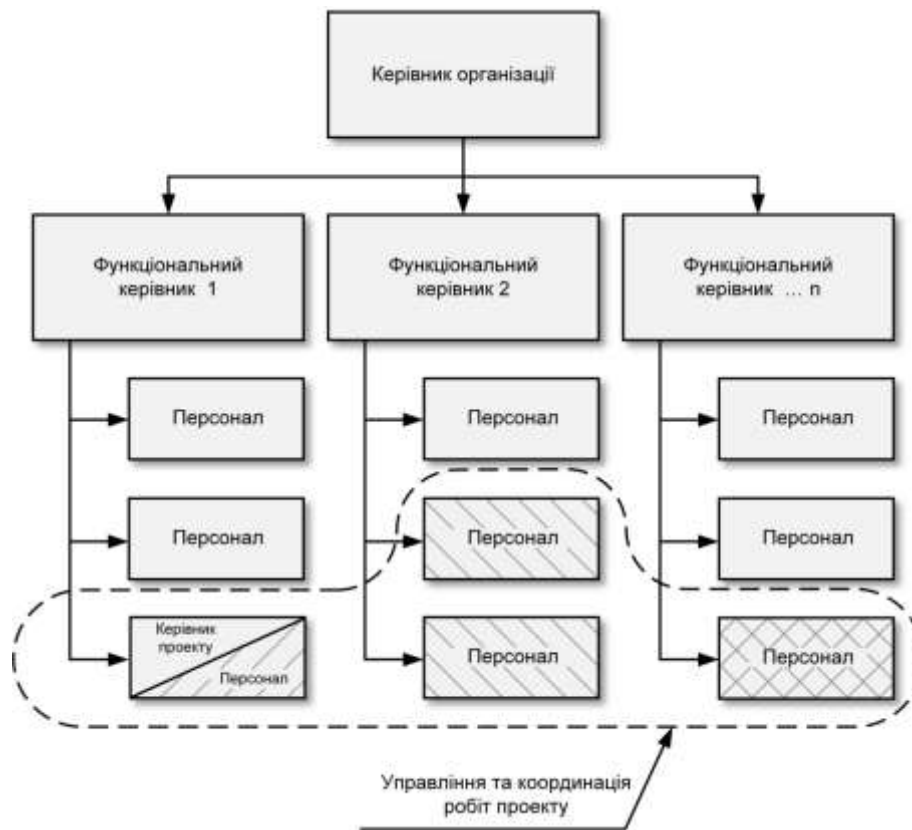 Керівник організації
Функціональний
керівник 1
Функціональний
керівник 2
Функціональний
керівник ... n
Персонал
Персонал
Персонал
Персонал
Персонал
Персонал
Керівник
проекту
Персонал
Персонал
Персонал
Управління та координація
робіт проекту